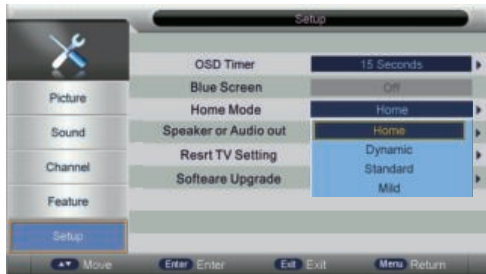 Setup
OSD Timer 15 Seconds
Blue Screen Off
Picture
Home Mode Home
Sound
Speaker or Audio out Home
Resrt TV Setting Dynamic
Channel
Standard
Softeare Upgrade
Mild
Feature
Setup
Move Enter Enter Exit Exit Menu Return